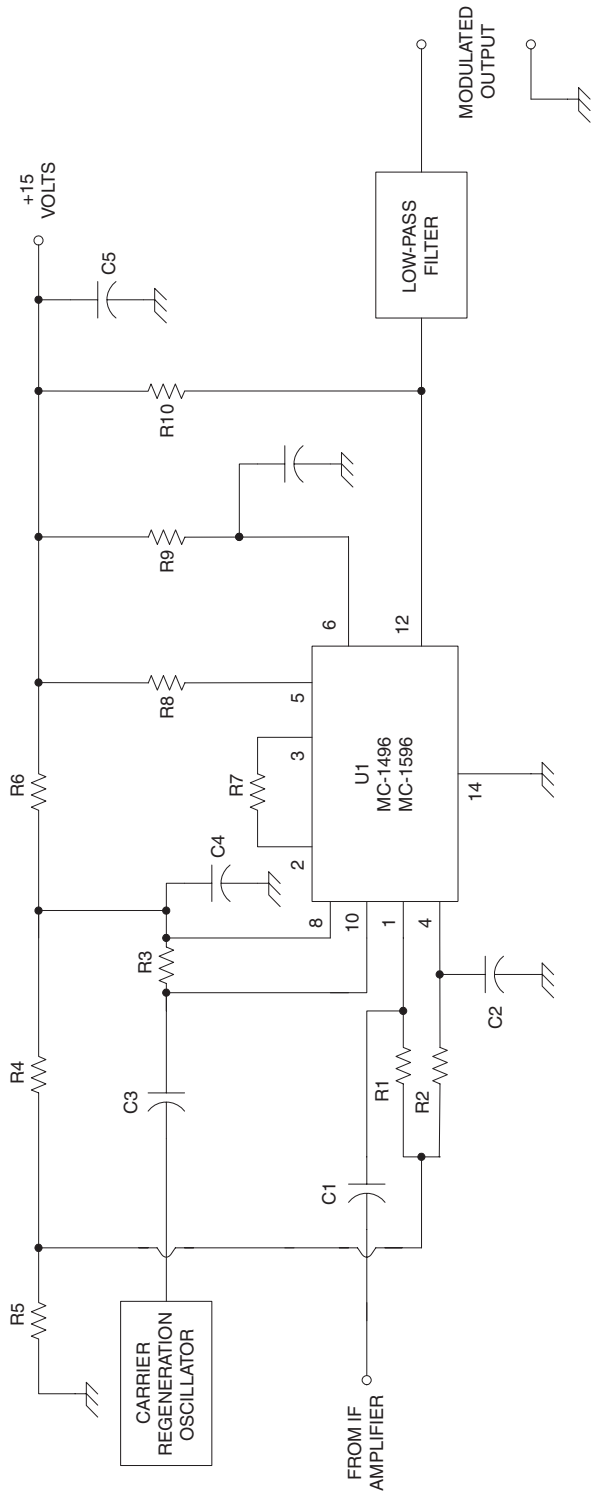 +15
VOLTS
R5
R4
R6
C5
R10
R9
R8
R7
C4
R3
C3
CARRIER
REGENERATION
OSCILLATOR
5
6
3
2
8
10
1
4
12
14
U1
MC-1496
MC-1596
LOW-PASS
FILTER
MODULATED
OUTPUT
R1
R2
C1
C2
FROM IF
AMPLIFIER